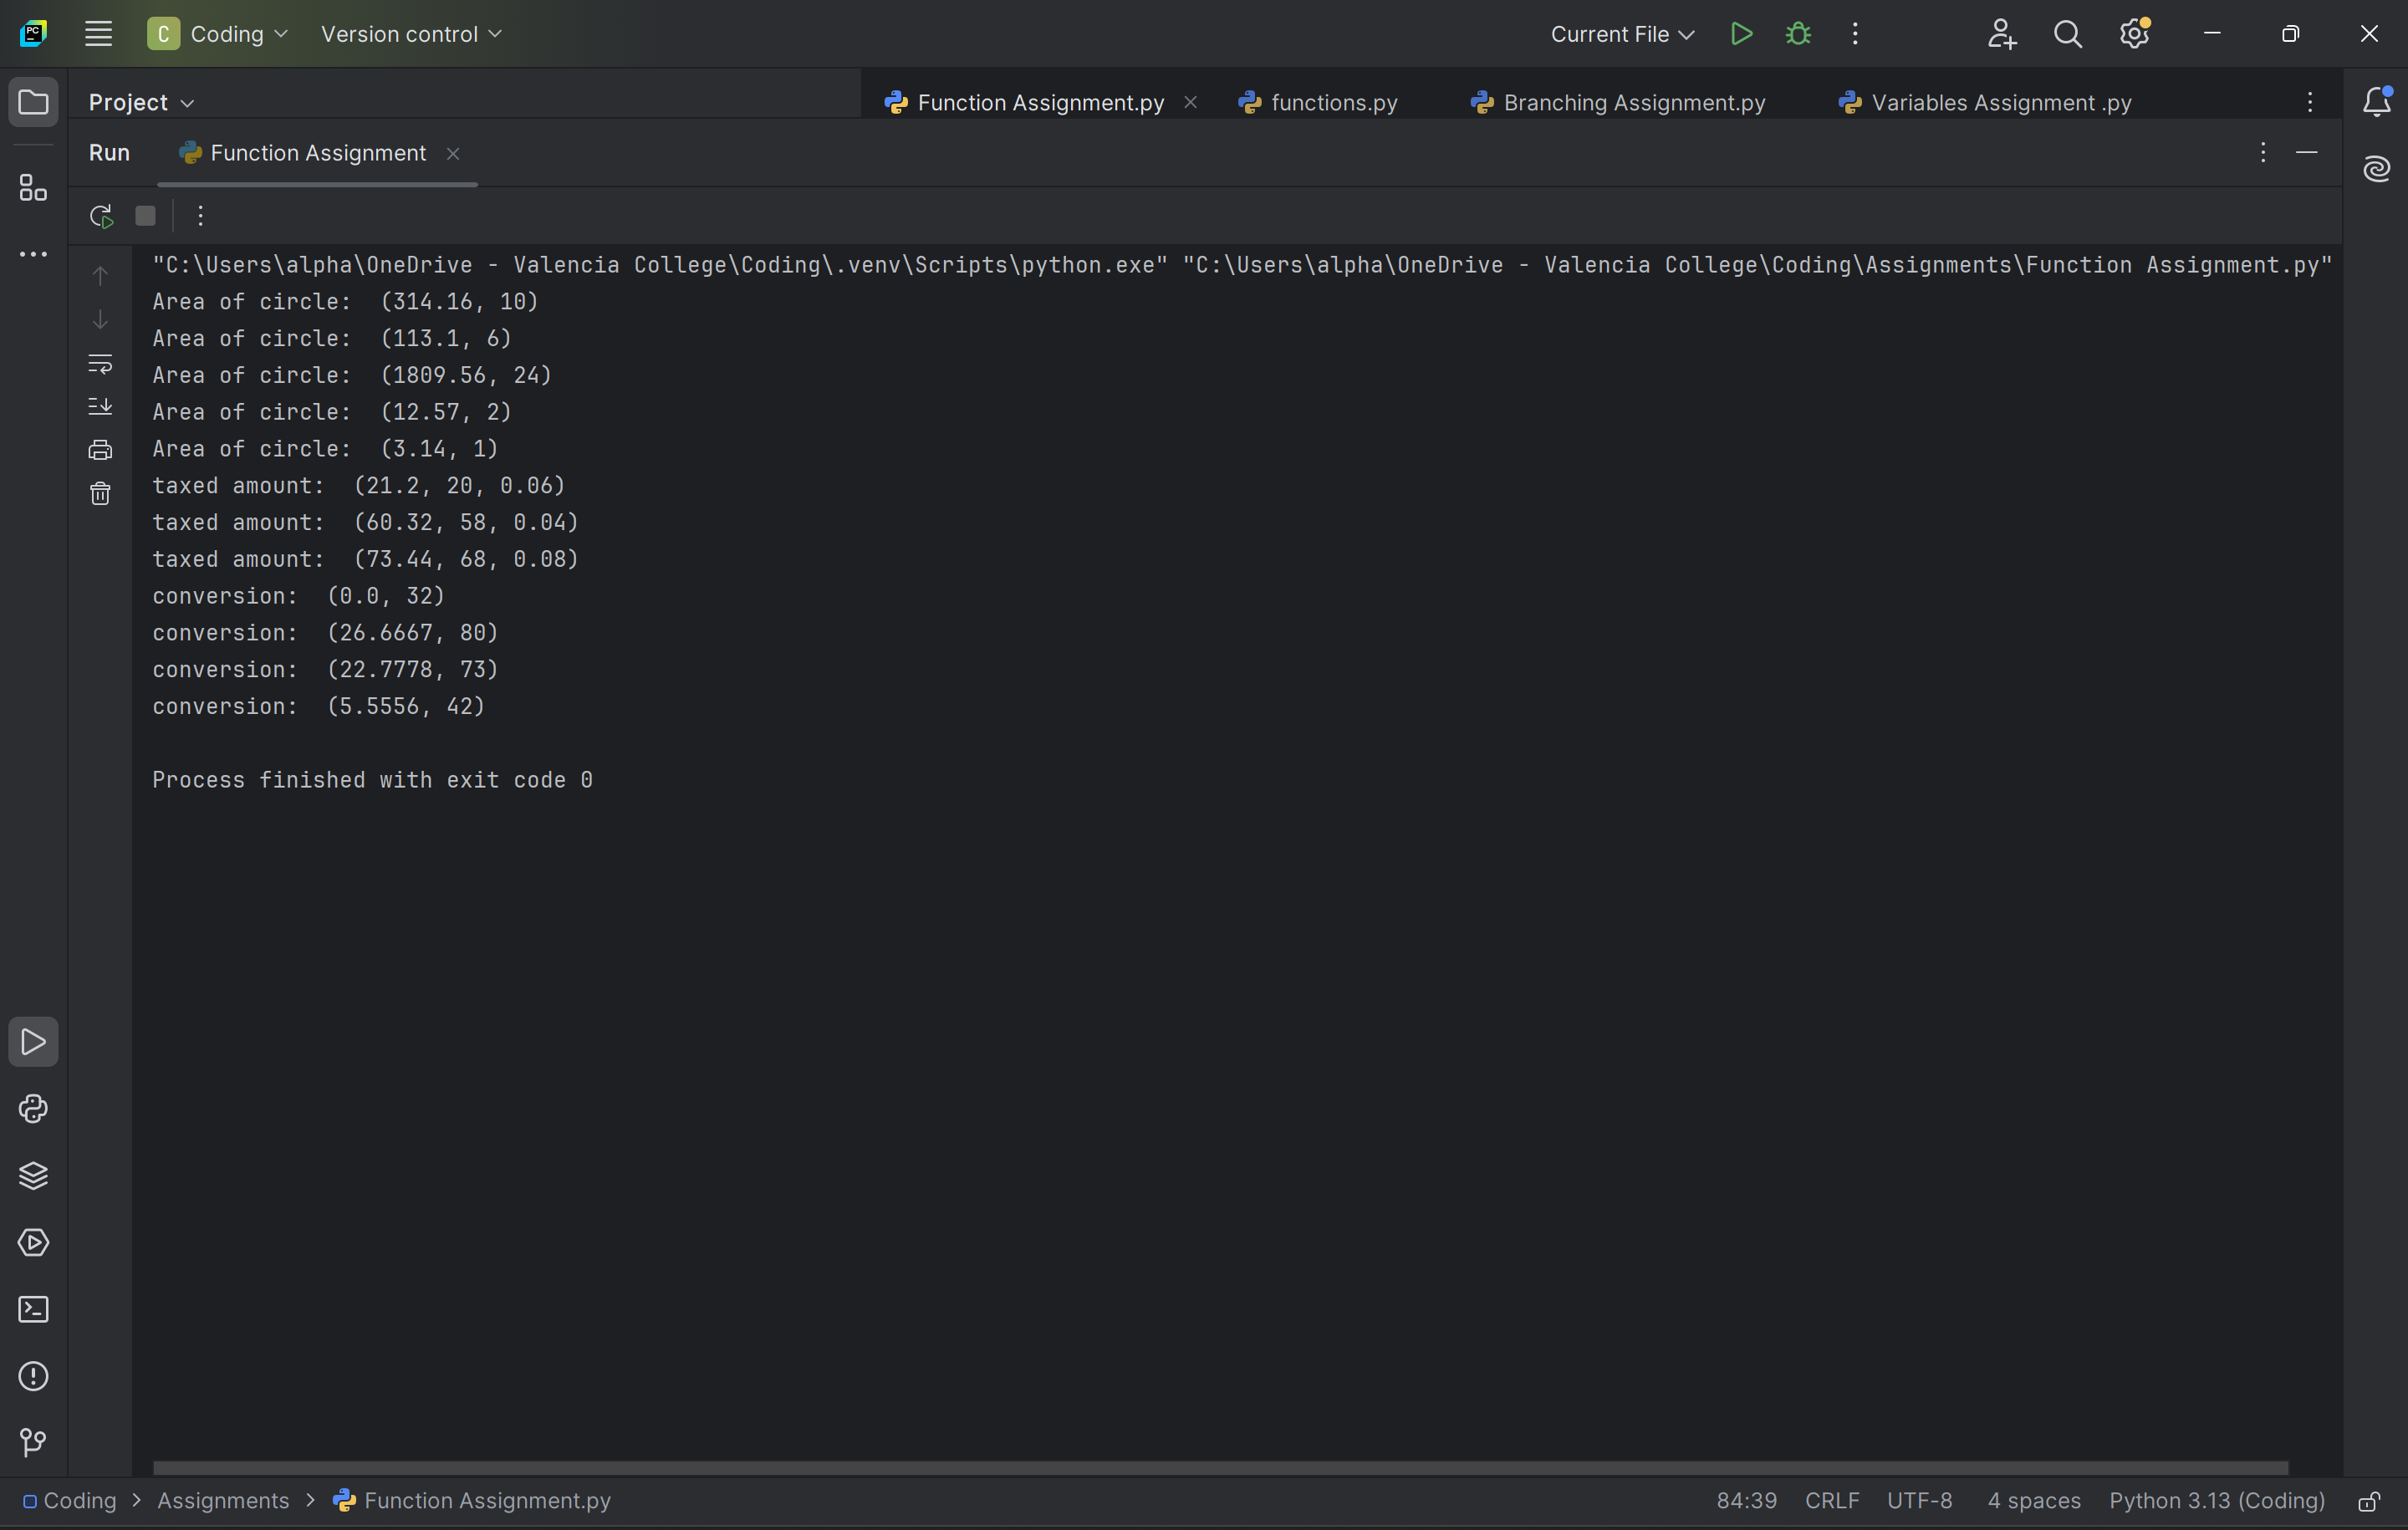 PC
C Coding Version control Current File
Project Function Assignment.py functions.py Branching Assignment.py Variables Assignment .py
Run Function Assignment
"C:\Users\alpha\OneDrive - Valencia College\Coding\.venv\Scripts\python.exe" "C:\Users\alpha\OneDrive - Valencia College\Coding\Assignments\Function Assignment.py"
Area of circle:  (314.16, 10)
Area of circle:  (113.1, 6)
Area of circle:  (1809.56, 24)
Area of circle:  (12.57, 2)
Area of circle:  (3.14, 1)
taxed amount:  (21.2, 20, 0.06)
taxed amount:  (60.32, 58, 0.04)
taxed amount:  (73.44, 68, 0.08)
conversion:  (0.0, 32)
conversion:  (26.6667, 80)
conversion:  (22.7778, 73)
conversion:  (5.5556, 42)
Process finished with exit code 0
Coding > Assignments > Function Assignment.py 84:39 CRLF UTF-8 4 spaces Python 3.13 (Coding)